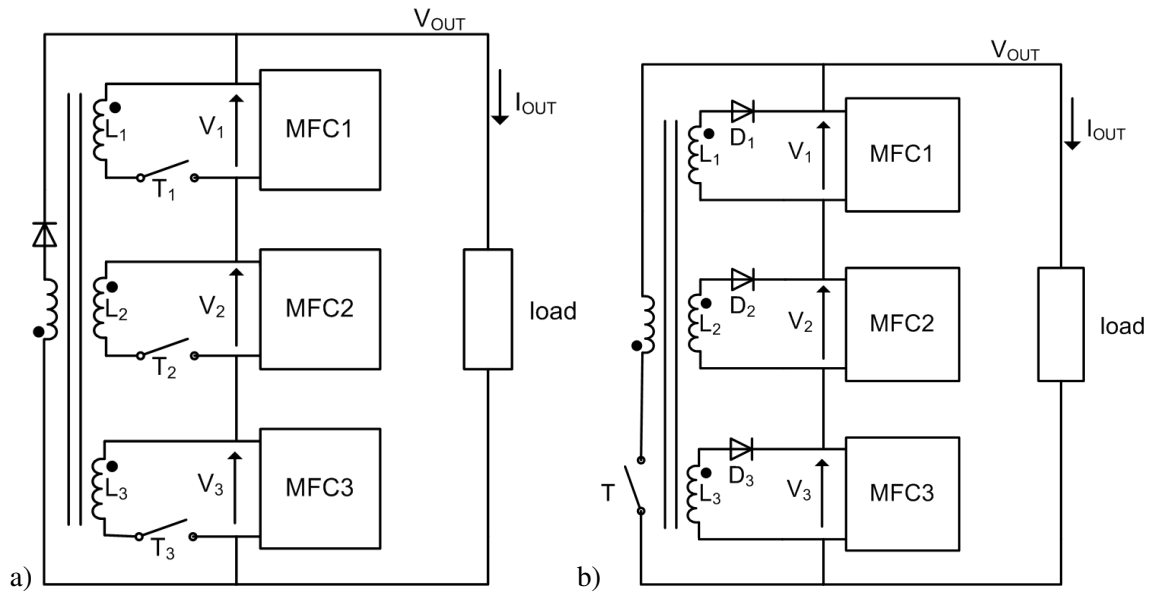 V_OUT
I_OUT
L_1
V_1
MFC1
T_1
L_2
V_2
MFC2
T_2
load
L_3
V_3
MFC3
T_3
a)
V_OUT
I_OUT
D_1
L_1
V_1
MFC1
D_2
L_2
V_2
MFC2
load
D_3
T
L_3
V_3
MFC3
b)